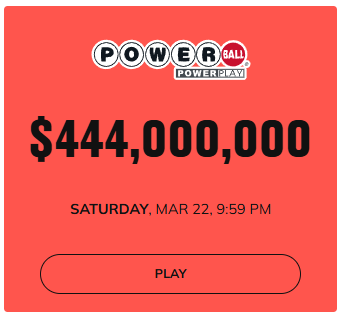 POWERBALL®
POWERPLAY
$444,000,000
SATURDAY, MAR 22, 9:59 PM
PLAY